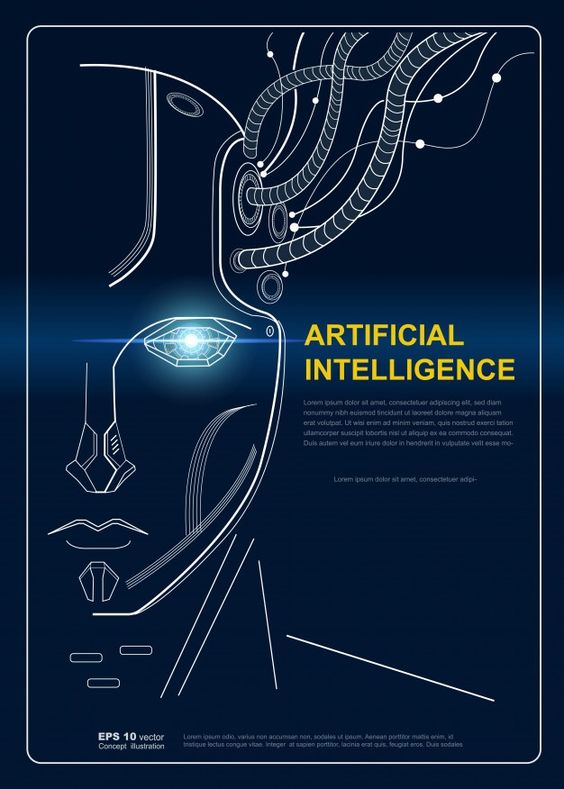 ARTIFICIAL
INTELLIGENCE
Lorem ipsum dolor sit amet, consectetuer adipiscing elit, sed diam
nonummy nibh euismod tincidunt ut laoreet dolore magna aliquam
erat volutpat. Ut wisi enim ad minim veniam, quis nostrud exerci tation
ullamcorper suscipit lobortis nisl ut aliquip ex ea commodo consequat.
Duis autem vel eum iriure dolor in hendrerit in vulputate velit esse mo-
Lorem ipsum dolor sit amet, consectetuer adipi-
EPS 10 vector
Concept illustration
Lorem ipsum odio, varius non accumsan non, sodales ut massa. Aenean porttitor mattis enim, id
tristique lectus congue vitae. Integer at sapien tortor, lacinia erat quis, feugiat eros. Duis sodales